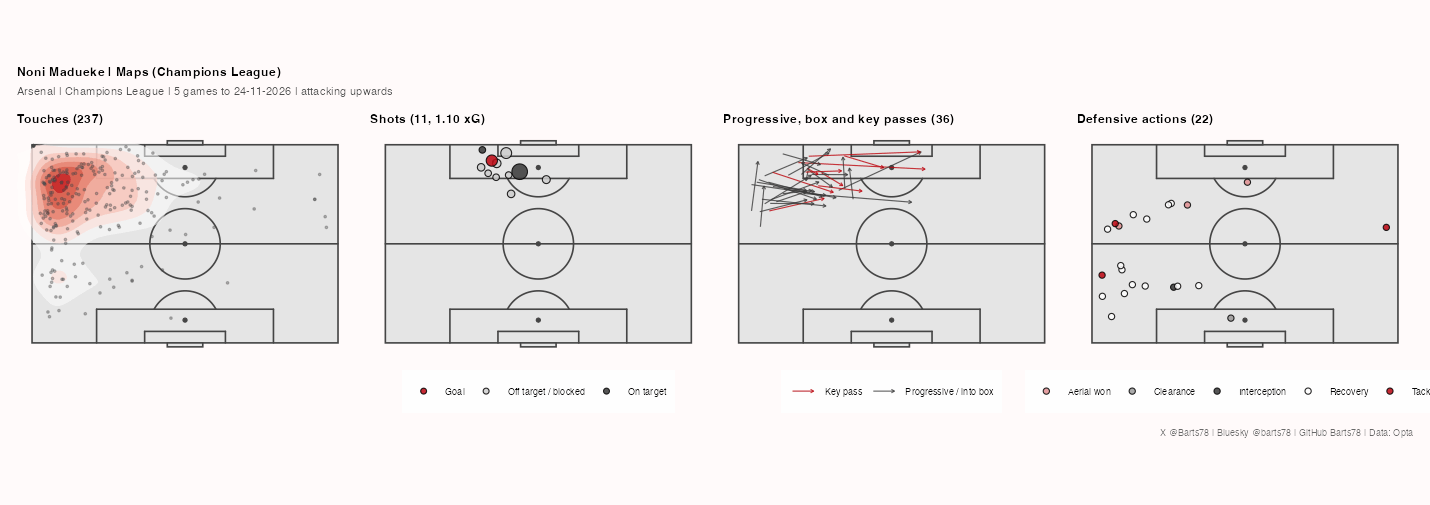 Noni Madueke | Maps (Champions League)
Arsenal | Champions League | 5 games to 24-11-2026 | attacking upwards
Touches (237)
Shots (11, 1.10 xG)
Progressive, box and key passes (36)
Defensive actions (22)
Goal
Off target / blocked
On target
Key pass
Progressive / into box
Aerial won
Clearance
Interception
Recovery
Tack
X @Barts78 | Bluesky @barts78 | GitHub Barts78 | Data: Opta